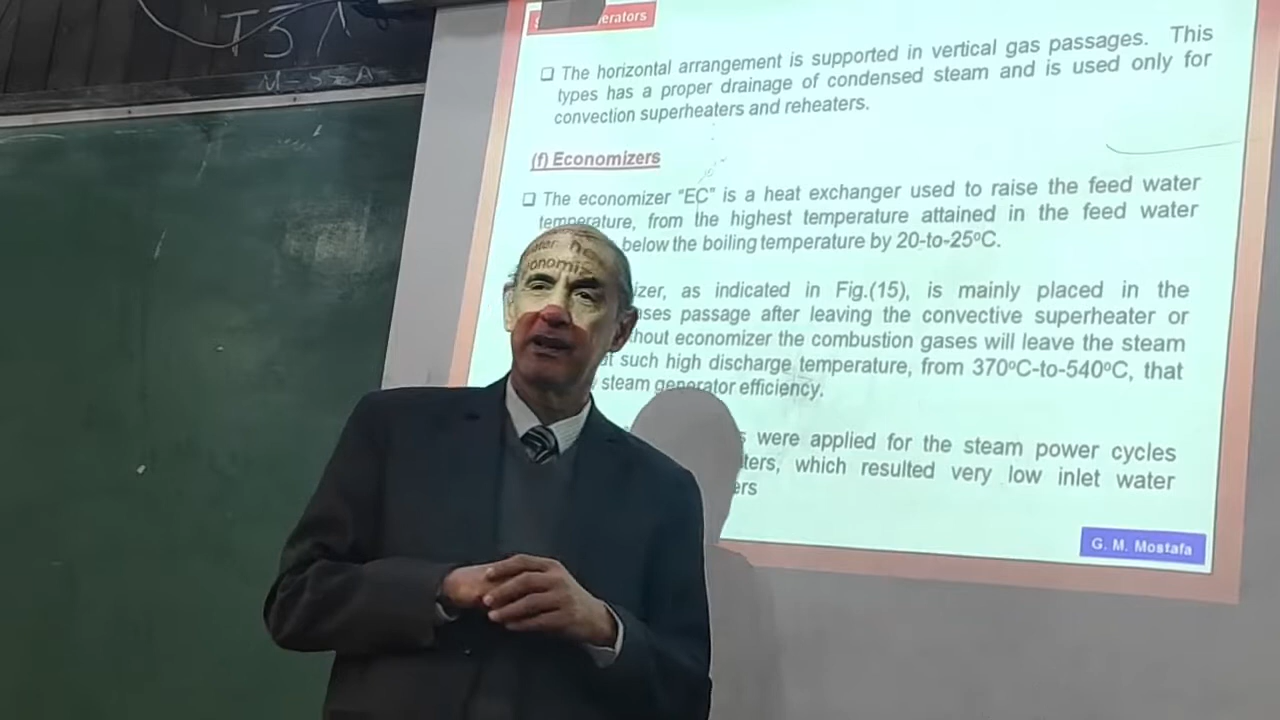 T3
M-S2A
erators
❑ The horizontal arrangement is supported in vertical gas passages. This
types has a proper drainage of condensed steam and is used only for
convection superheaters and reheaters.
(f) Economizers
❑ The economizer "EC" is a heat exchanger used to raise the feed water
temperature, from the highest temperature attained in the feed water
below the boiling temperature by 20-to-25ºC.
izer, as indicated in Fig.(15), is mainly placed in the
ses passage after leaving the convective superheater or
hout economizer the combustion gases will leave the steam
at such high discharge temperature, from 370ºC-to-540ºC, that
steam generator efficiency.
were applied for the steam power cycles
ters, which resulted very low inlet water
ers
G. M. Mostafa